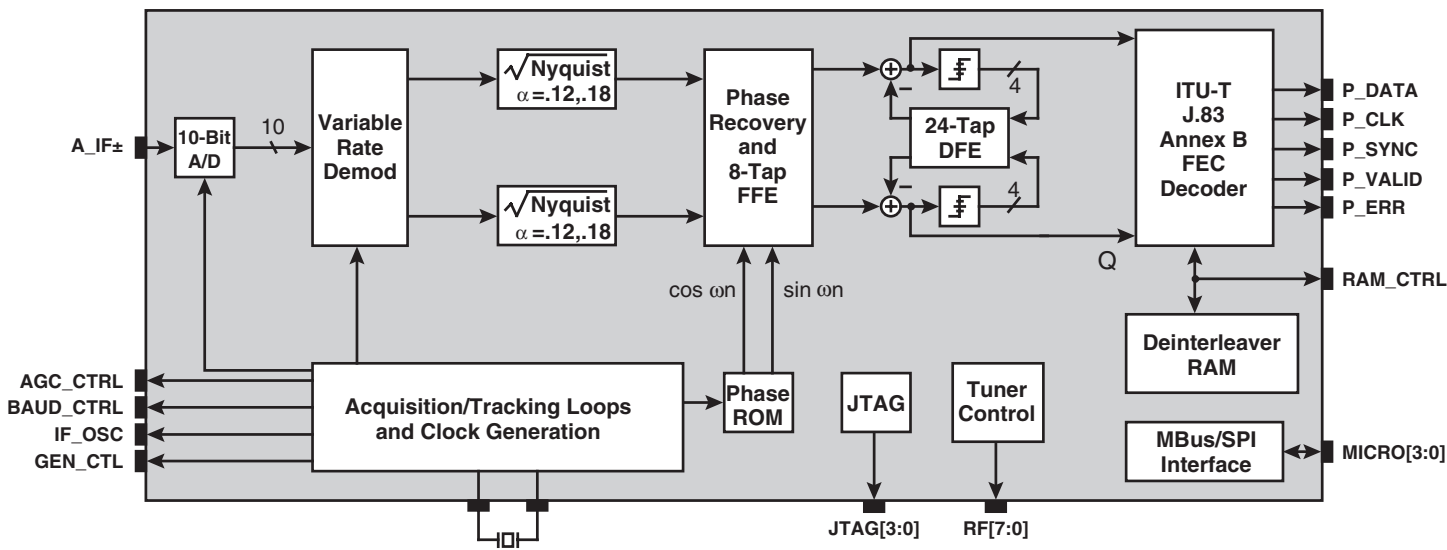 A_IF±
10-Bit
A/D
10
Variable
Rate
Demod
√Nyquist
α=.12,.18
√Nyquist
α=.12,.18
Phase
Recovery
and
8-Tap
FFE
+
−
4
24-Tap
DFE
−
+
4
Q
ITU-T
J.83
Annex B
FEC
Decoder
P_DATA
P_CLK
P_SYNC
P_VALID
P_ERR
RAM_CTRL
cos ωn
sin ωn
Deinterleaver
RAM
AGC_CTRL
BAUD_CTRL
IF_OSC
GEN_CTL
Acquisition/Tracking Loops
and Clock Generation
Phase
ROM
JTAG
Tuner
Control
MBus/SPI
Interface
MICRO[3:0]
JTAG[3:0]
RF[7:0]